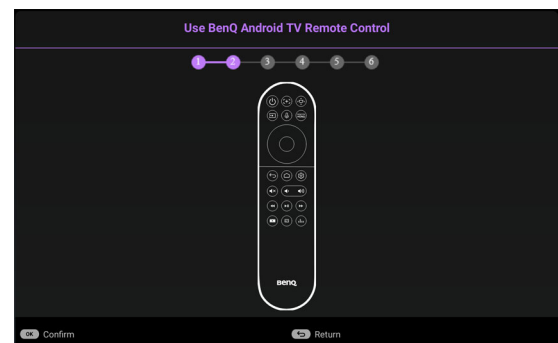 Use BenQ Android TV Remote Control
1 2 3 4 5 6
BenQ
OK Confirm
Return